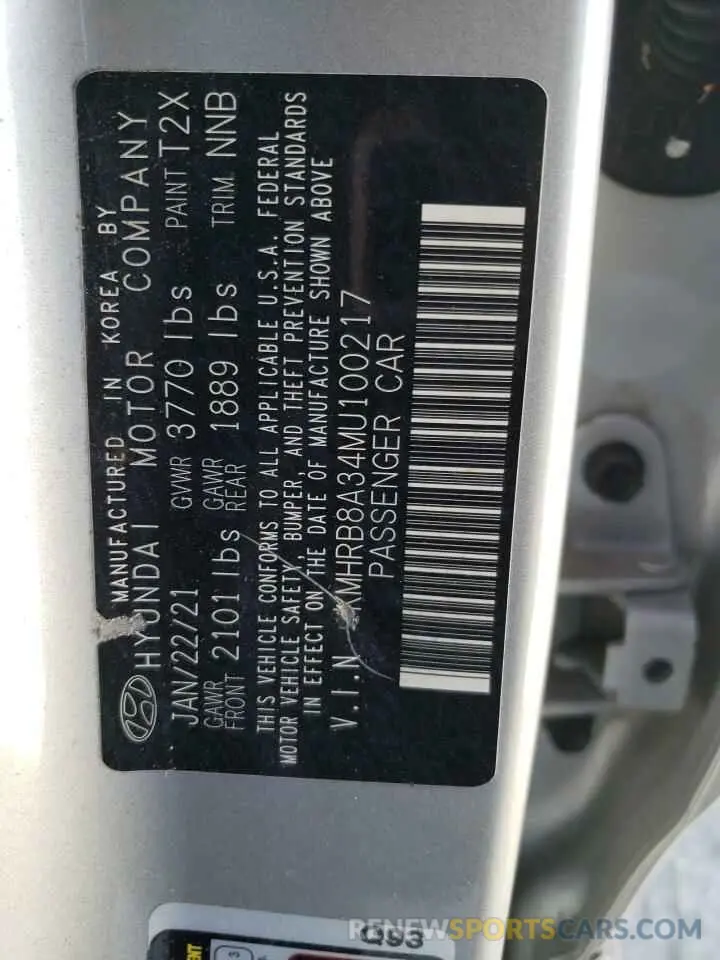 MANUFACTURED IN KOREA BY
HYUNDAI MOTOR COMPANY
JAN/22/21 GVWR 3770 lbs PAINT T2X
GAWR FRONT 2101 lbs GAWR REAR 1889 lbs TRIM NNB
THIS VEHICLE CONFORMS TO ALL APPLICABLE U.S.A. FEDERAL
MOTOR VEHICLE SAFETY, BUMPER, AND THEFT PREVENTION STANDARDS
IN EFFECT ON THE DATE OF MANUFACTURE SHOWN ABOVE
V.I.N KMHRB8A34MU100217
PASSENGER CAR
Q93
RENEWSPORTSCARS.COM